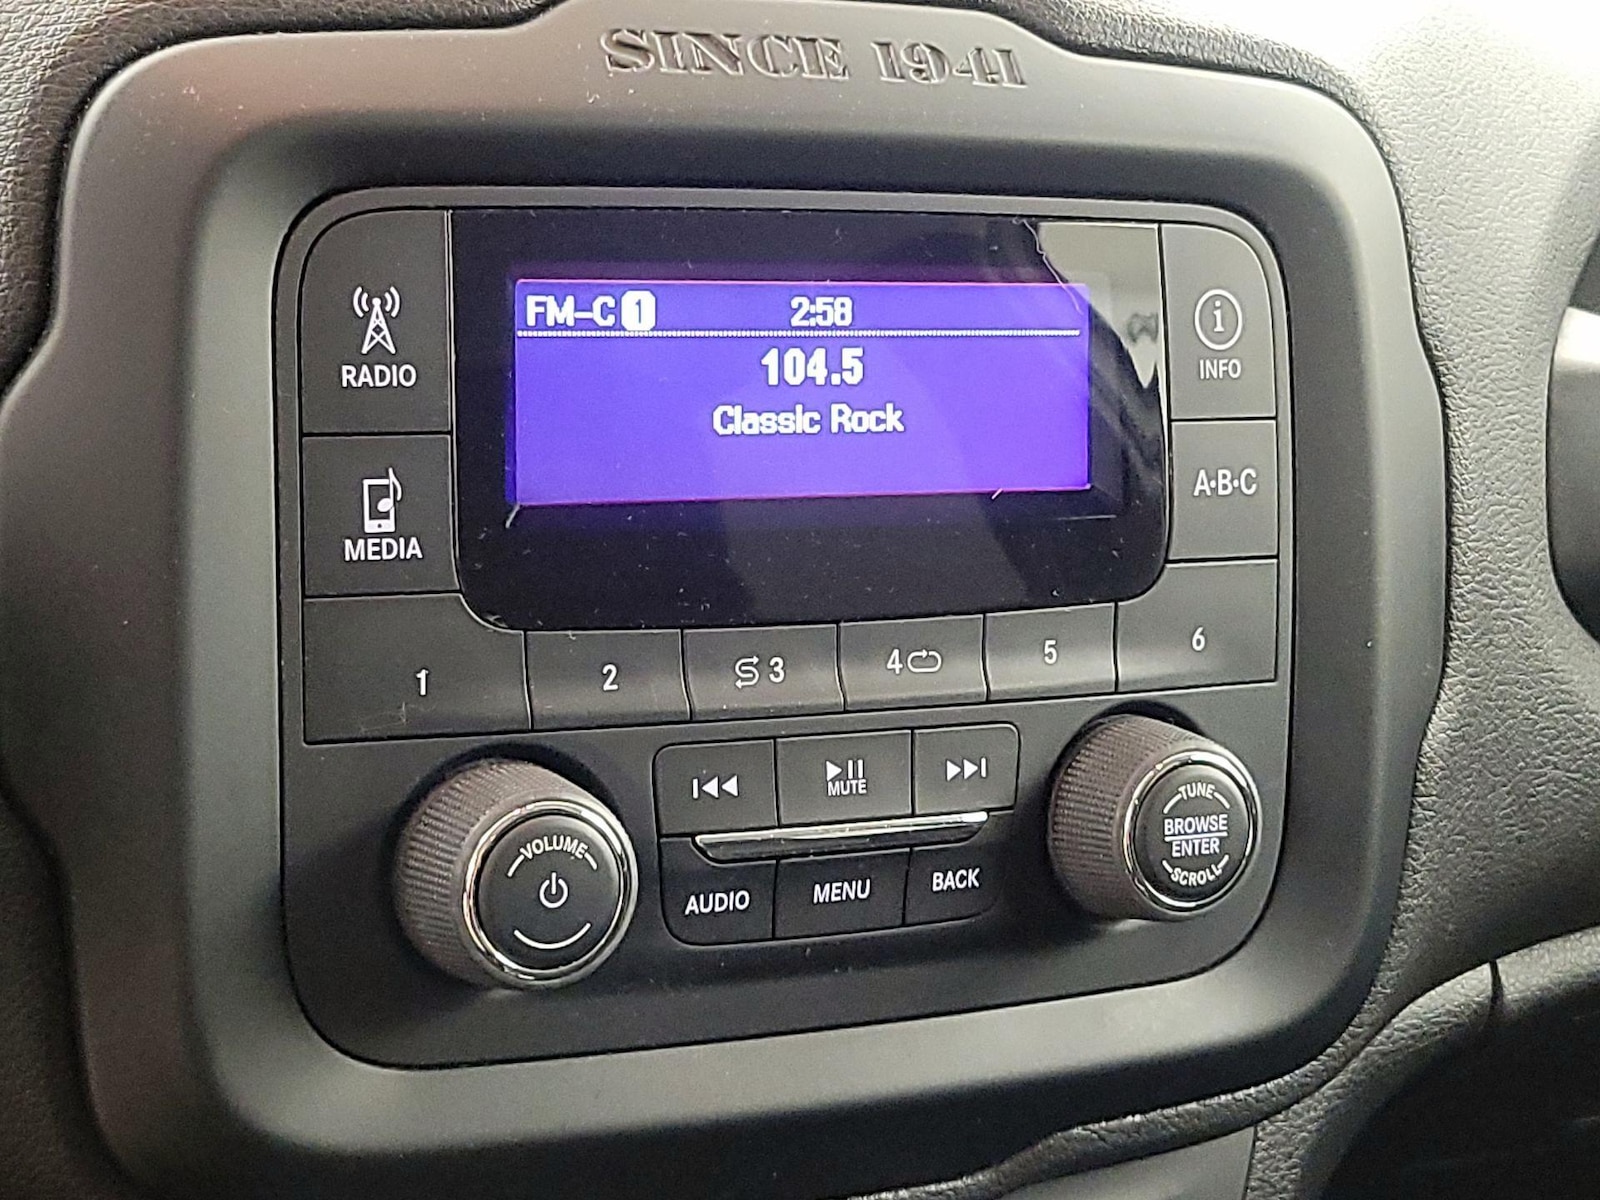 SINCE 1941
FM-C 1 2:58
104.5
Classic Rock
RADIO
MEDIA
i
INFO
A·B·C
1 2 3 4 5 6
MUTE
VOLUME
AUDIO MENU BACK
TUNE
BROWSE
ENTER
SCROLL